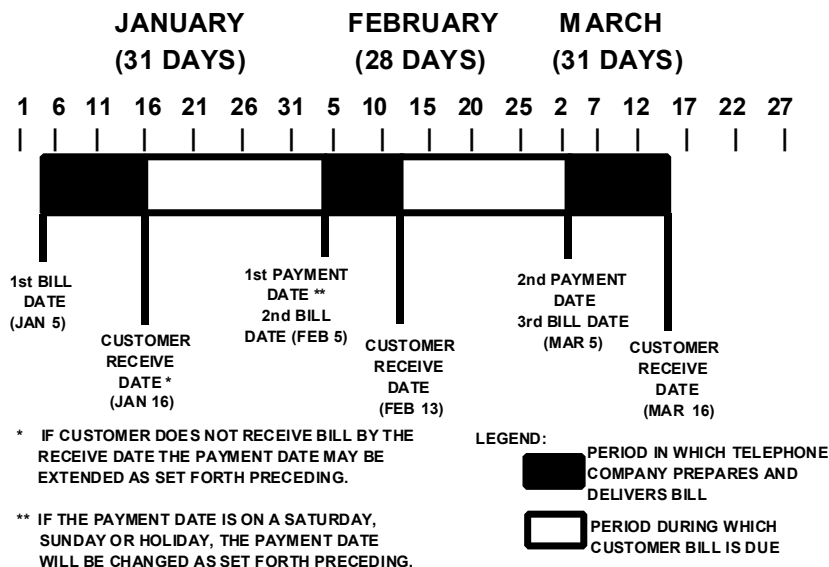 JANUARY FEBRUARY MARCH
(31 DAYS) (28 DAYS) (31 DAYS)
1 6 11 16 21 26 31 5 10 15 20 25 2 7 12 17 22 27
1st BILL
DATE
(JAN 5)
CUSTOMER
RECEIVE
DATE *
(JAN 16)
1st PAYMENT
DATE **
2nd BILL
DATE (FEB 5)
CUSTOMER
RECEIVE
DATE
(FEB 13)
2nd PAYMENT
DATE
3rd BILL DATE
(MAR 5)
CUSTOMER
RECEIVE
DATE
(MAR 16)
* IF CUSTOMER DOES NOT RECEIVE BILL BY THE
RECEIVE DATE THE PAYMENT DATE MAY BE
EXTENDED AS SET FORTH PRECEDING.
** IF THE PAYMENT DATE IS ON A SATURDAY,
SUNDAY OR HOLIDAY, THE PAYMENT DATE
WILL BE CHANGED AS SET FORTH PRECEDING.
LEGEND:
PERIOD IN WHICH TELEPHONE
COMPANY PREPARES AND
DELIVERS BILL
PERIOD DURING WHICH
CUSTOMER BILL IS DUE